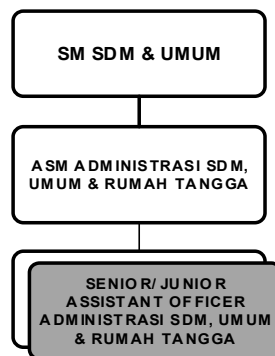 SM SDM & UMUM
ASM ADMINISTRASI SDM,
UMUM & RUMAH TANGGA
SENIOR/JUNIOR
ASSISTANT OFFICER
ADMINISTRASI SDM, UMUM
& RUMAH TANGGA